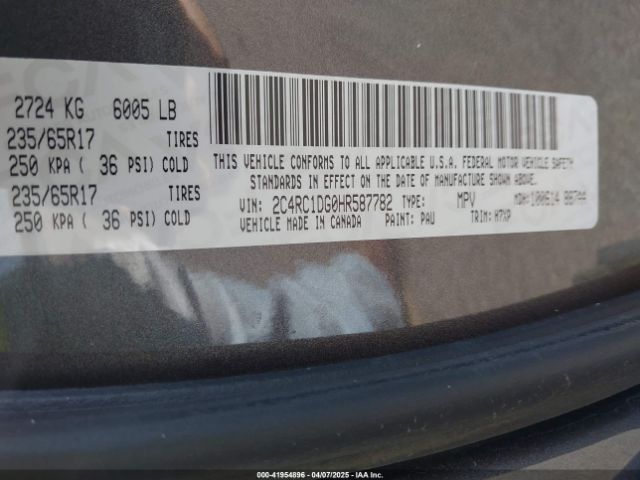 2724 KG 6005 LB
235/65R17 TIRES
250 KPA ( 36 PSI) COLD
235/65R17 TIRES
250 KPA ( 36 PSI) COLD
THIS VEHICLE CONFORMS TO ALL APPLICABLE U.S.A. FEDERAL MOTOR VEHICLE SAFETY
STANDARDS IN EFFECT ON THE DATE OF MANUFACTURE SHOWN ABOVE.
VIN: 2C4RC1DG0HR587782 TYPE: MPV MDH:
VEHICLE MADE IN CANADA PAINT: PAU TRIM: H7XP
000-41954896 - 04/07/2025 - IAA Inc.